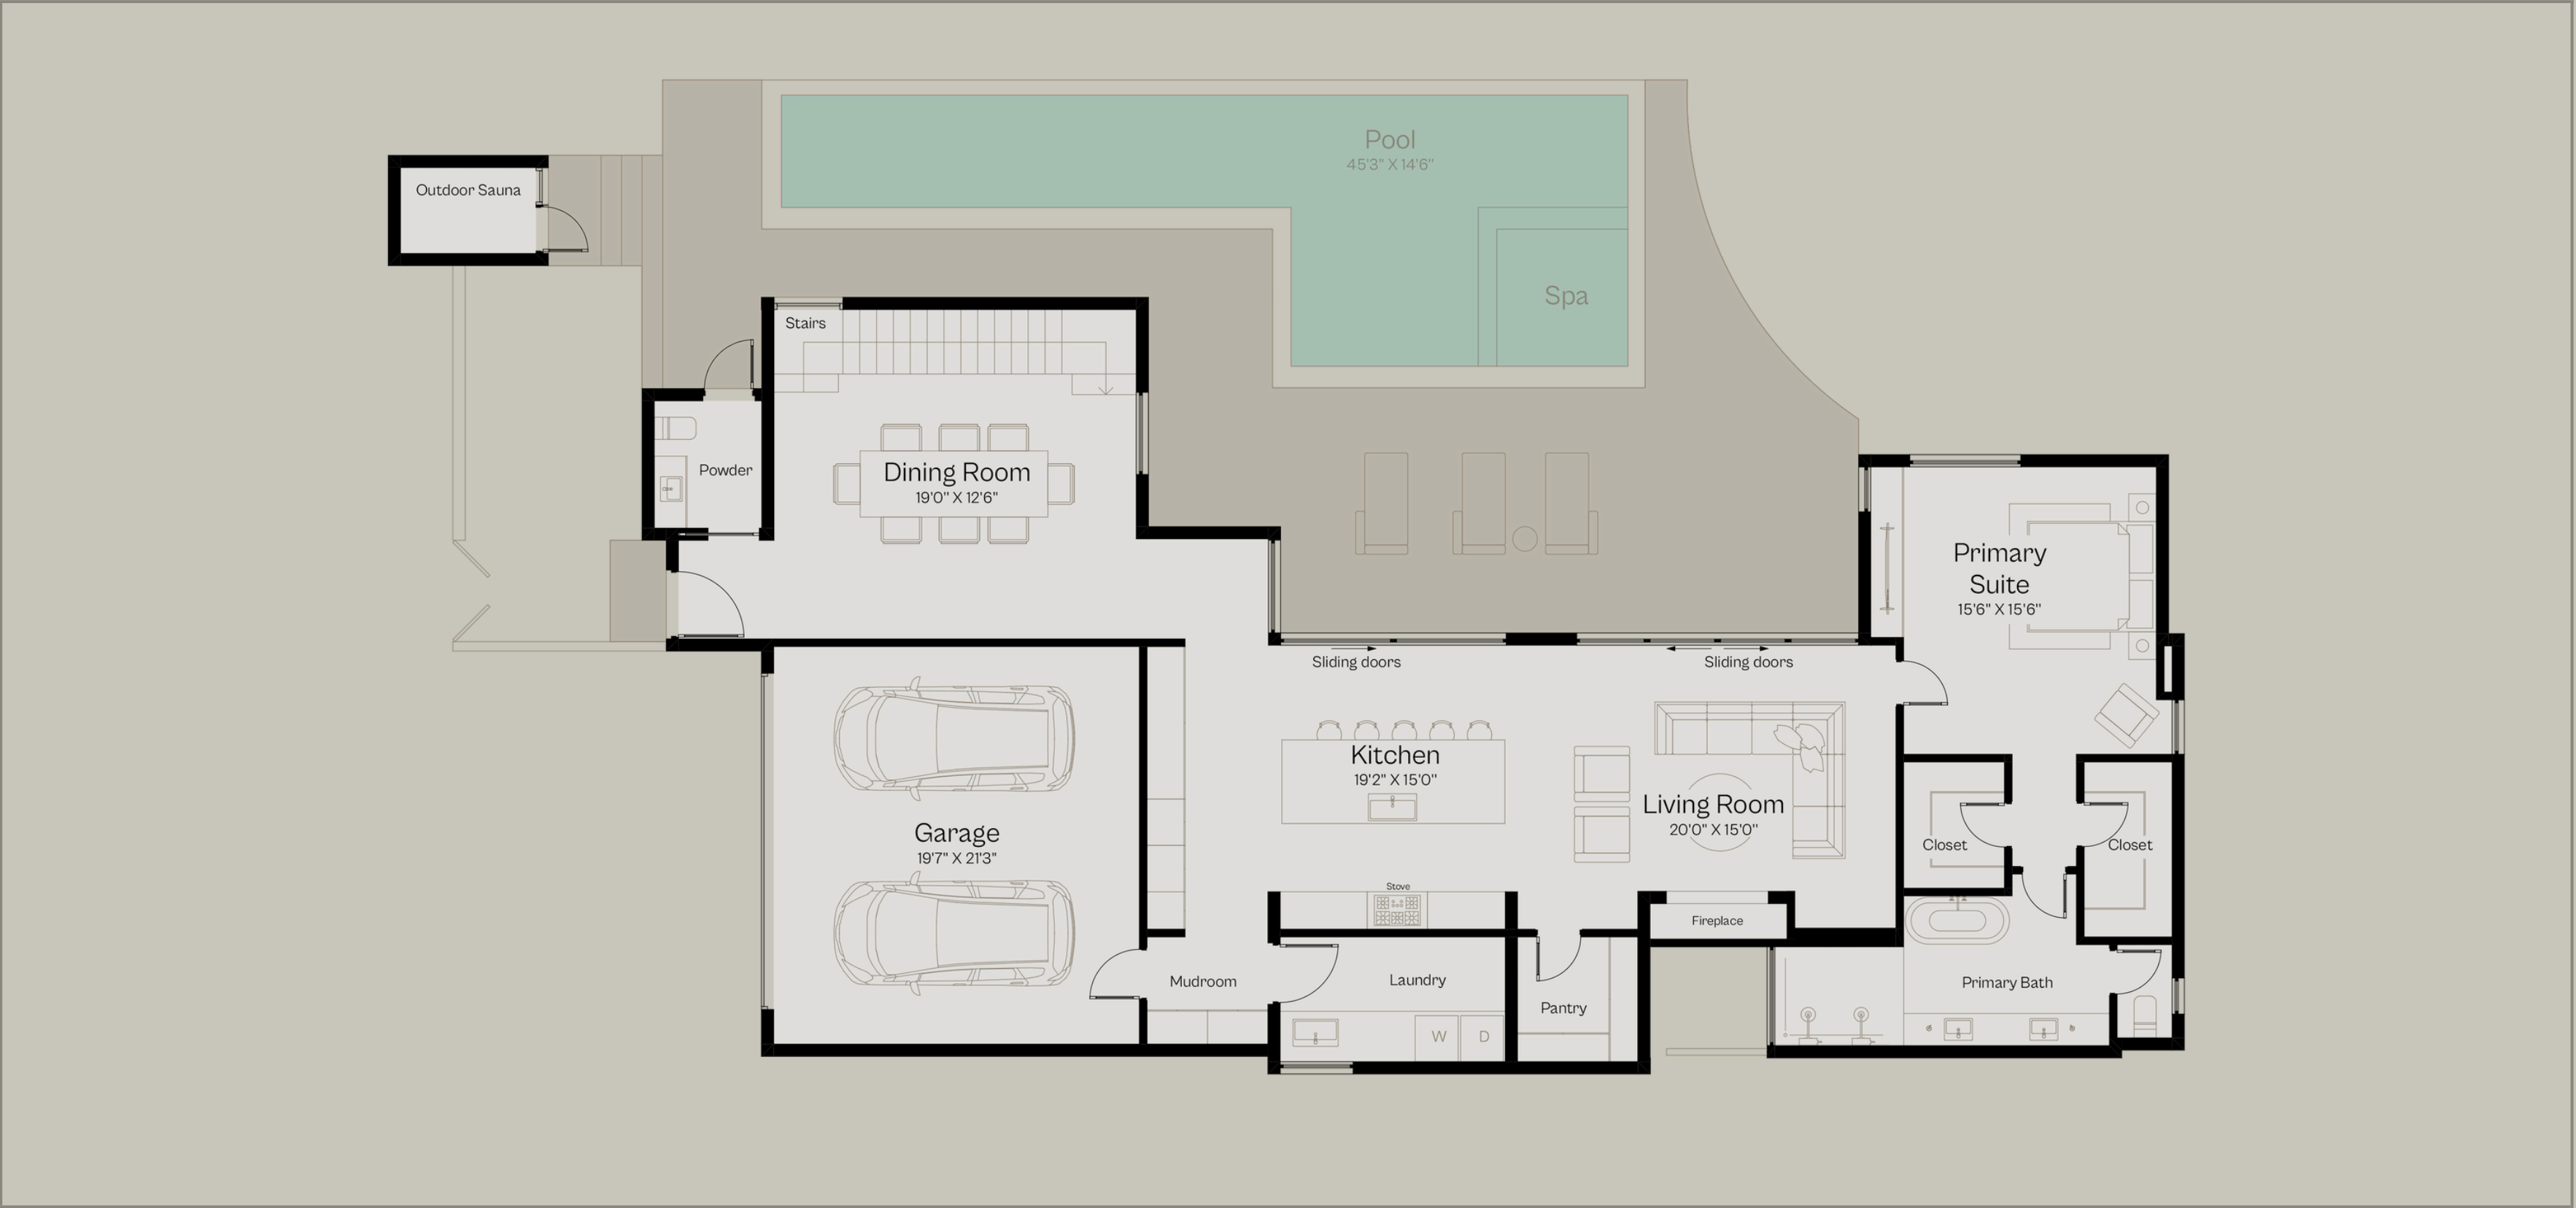 Pool
45'3" X 14'6"
Outdoor Sauna
Spa
Stairs
Powder
Dining Room
19'0" X 12'6"
Primary
Suite
15'6" X 15'6"
Sliding doors
Sliding doors
Kitchen
19'2" X 15'0"
Living Room
20'0" X 15'0"
Garage
19'7" X 21'3"
Closet
Closet
Stove
Fireplace
Mudroom
Laundry
Primary Bath
Pantry
W
D